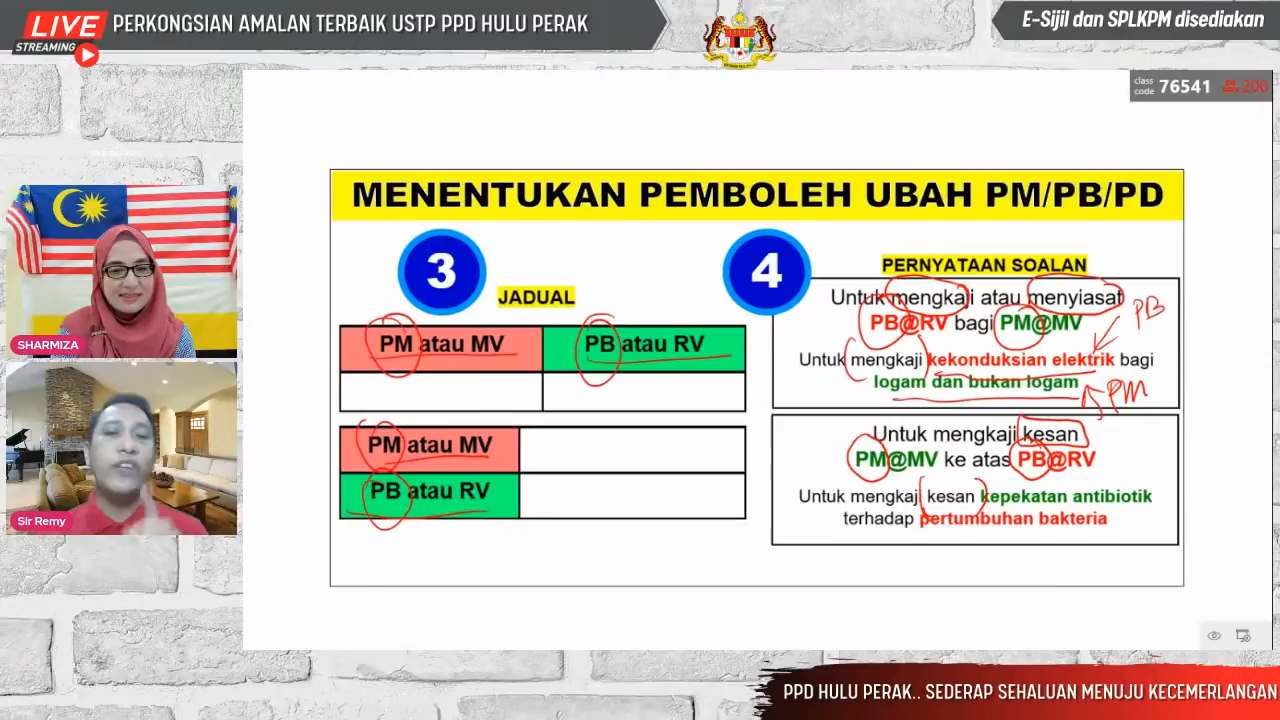 LIVE
STREAMING
PERKONGSIAN AMALAN TERBAIK USTP PPD HULU PERAK
E-Sijil dan SPLKPM disediakan
class
code 76541 200
MENENTUKAN PEMBOLEH UBAH PM/PB/PD
3
JADUAL
PM atau MV
PB atau RV
PM atau MV
PB atau RV
4
PERNYATAAN SOALAN
Untuk mengkaji atau menyiasat
PB@RV bagi PM@MV
PB
Untuk mengkaji kekonduksian elektrik bagi
logam dan bukan logam
PM
Untuk mengkaji kesan
PM@MV ke atas PB@RV
Untuk mengkaji kesan kepekatan antibiotik
terhadap pertumbuhan bakteria
SHARMIZA
Sir Remy
PPD HULU PERAK.. SEDERAP SEHALUAN MENUJU KECEMERLANGAN